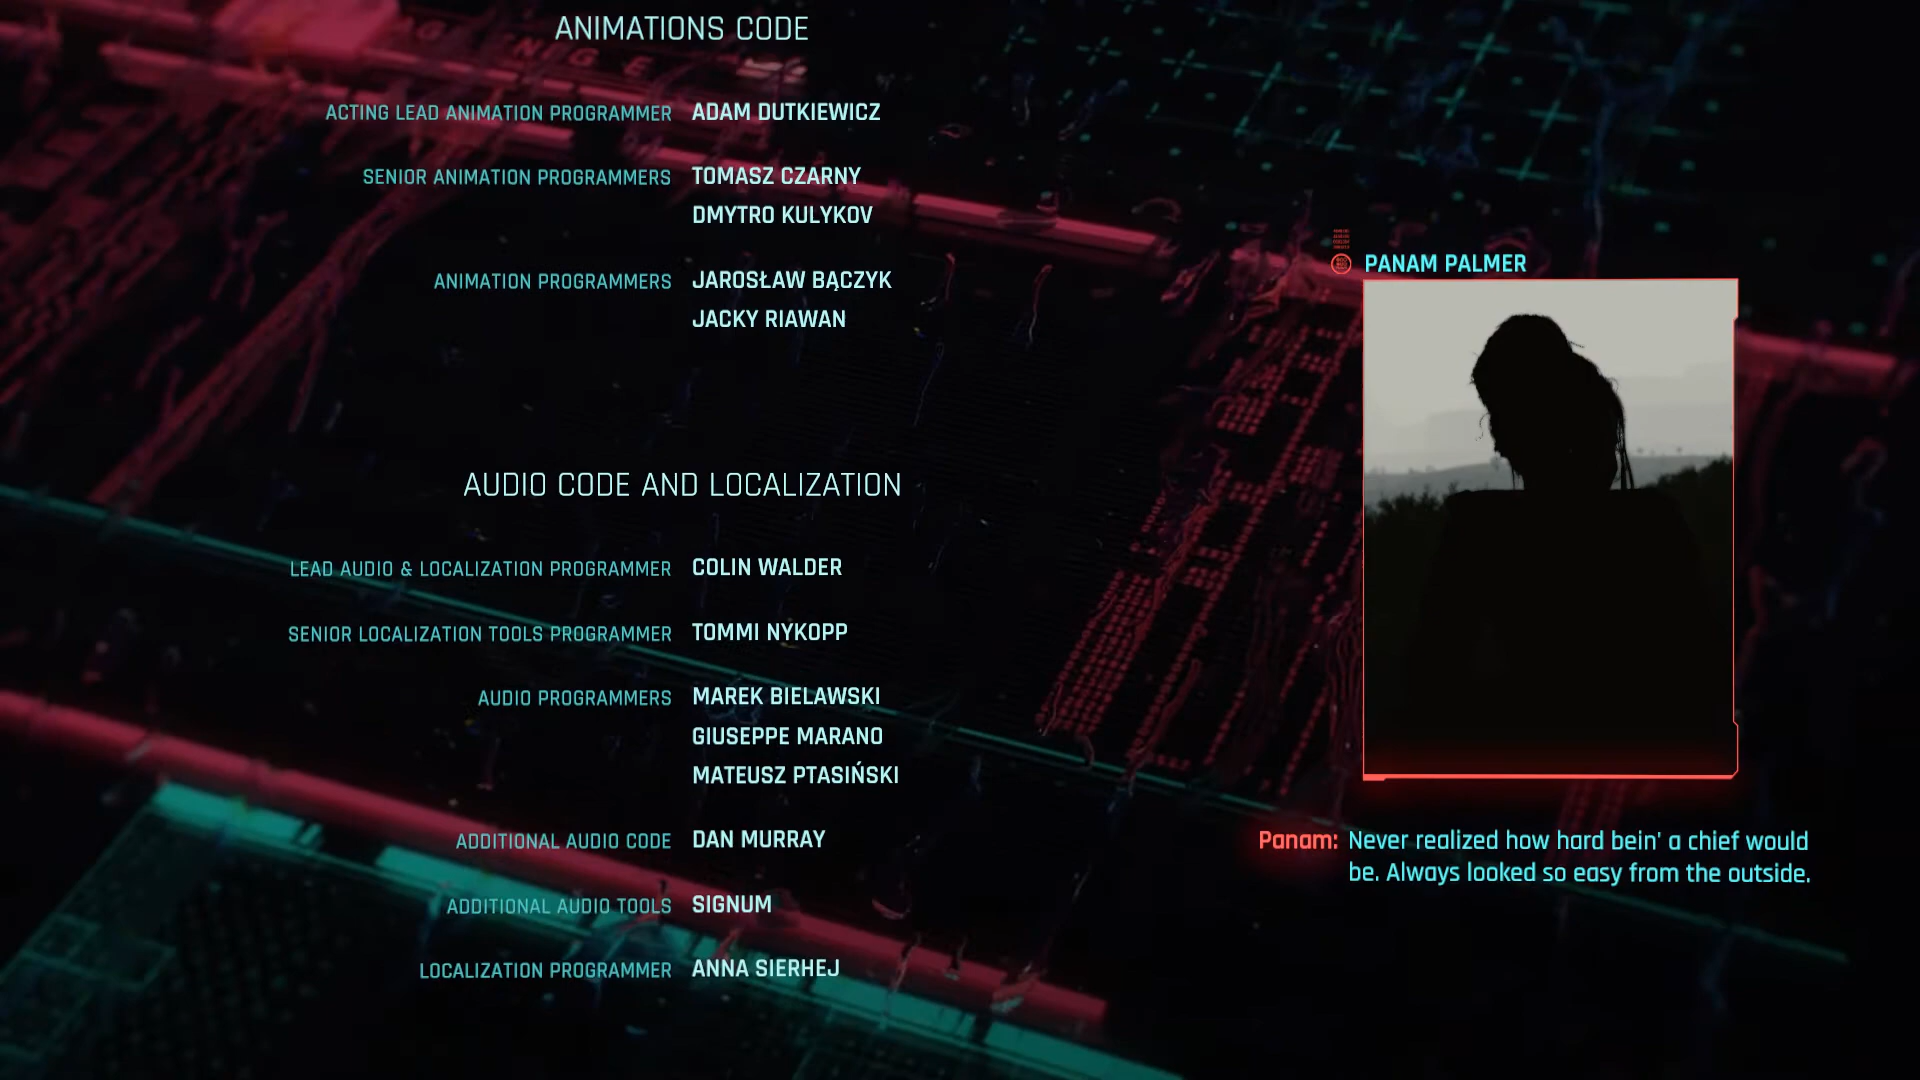 ANIMATIONS CODE
ACTING LEAD ANIMATION PROGRAMMER ADAM DUTKIEWICZ
SENIOR ANIMATION PROGRAMMERS TOMASZ CZARNY
DMYTRO KULYKOV
ANIMATION PROGRAMMERS JAROSŁAW BĄCZYK
JACKY RIAWAN
AUDIO CODE AND LOCALIZATION
LEAD AUDIO & LOCALIZATION PROGRAMMER COLIN WALDER
SENIOR LOCALIZATION TOOLS PROGRAMMER TOMMI NYKOPP
AUDIO PROGRAMMERS MAREK BIELAWSKI
GIUSEPPE MARANO
MATEUSZ PTASIŃSKI
ADDITIONAL AUDIO CODE DAN MURRAY
ADDITIONAL AUDIO TOOLS SIGNUM
LOCALIZATION PROGRAMMER ANNA SIERHEJ
PANAM PALMER
Panam: Never realized how hard bein' a chief would
be. Always looked so easy from the outside.